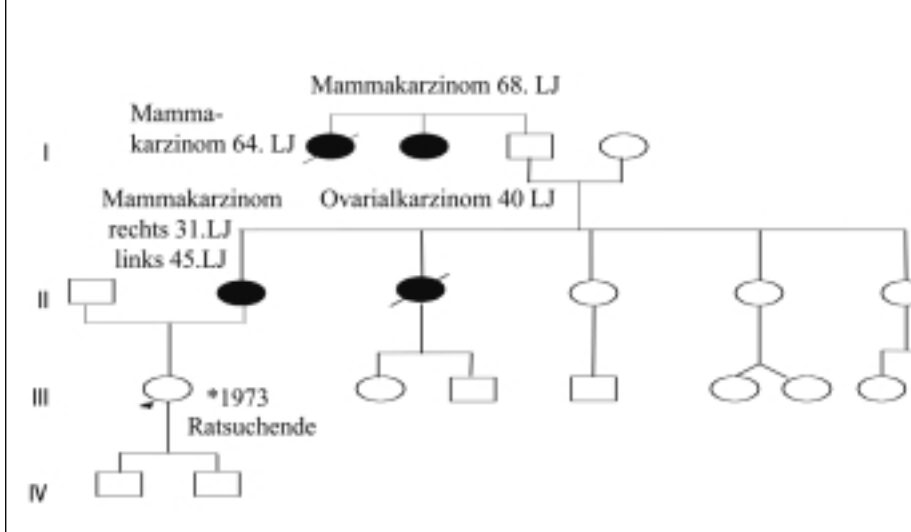 Mammakarzinom 68. LJ
Mamma-
karzinom 64. LJ
I
Mammakarzinom
rechts 31.LJ
links 45.LJ
Ovarialkarzinom 40 LJ
II
III
*1973
Ratsuchende
IV